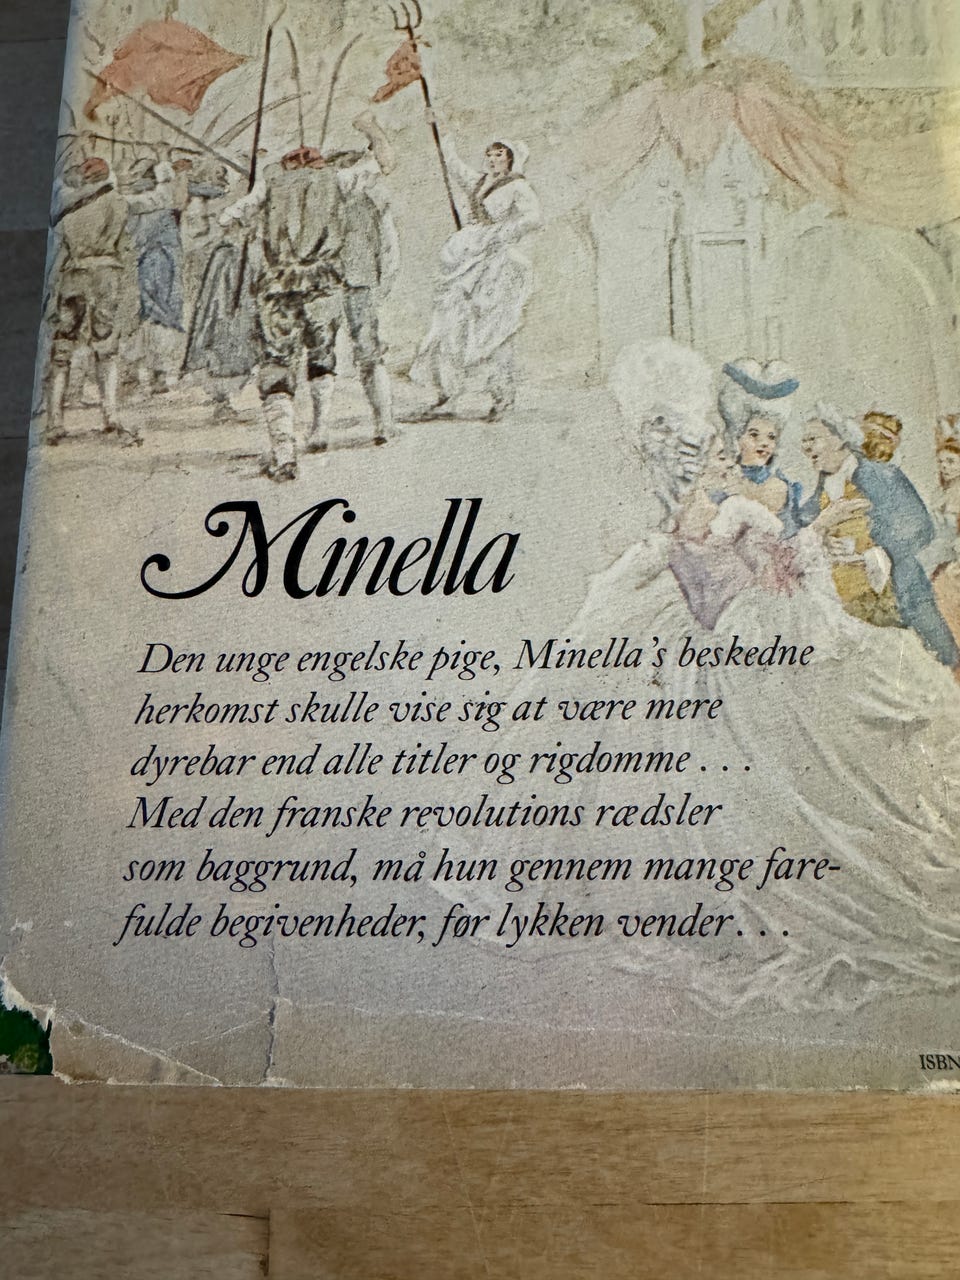 Minella
Den unge engelske pige, Minella's beskedne
herkomst skulle vise sig at være mere
dyrebar end alle titler og rigdomme . . .
Med den franske revolutions rædsler
som baggrund, må hun gennem mange fare-
fulde begivenheder, før lykken vender . . .
ISBN